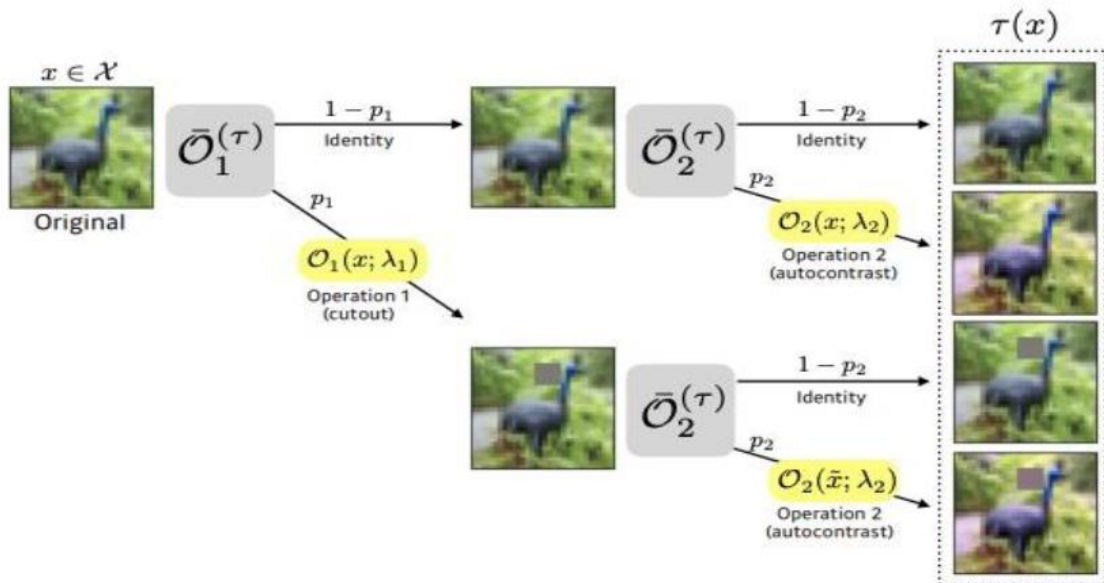 τ(x)
x ∈ 𝒳
Original
Ō₁^(τ)
1 − p₁
Identity
p₁
𝒪₁(x; λ₁)
Operation 1
(cutout)
Ō₂^(τ)
1 − p₂
Identity
p₂
𝒪₂(x; λ₂)
Operation 2
(autocontrast)
Ō₂^(τ)
1 − p₂
Identity
p₂
𝒪₂(x̃; λ₂)
Operation 2
(autocontrast)